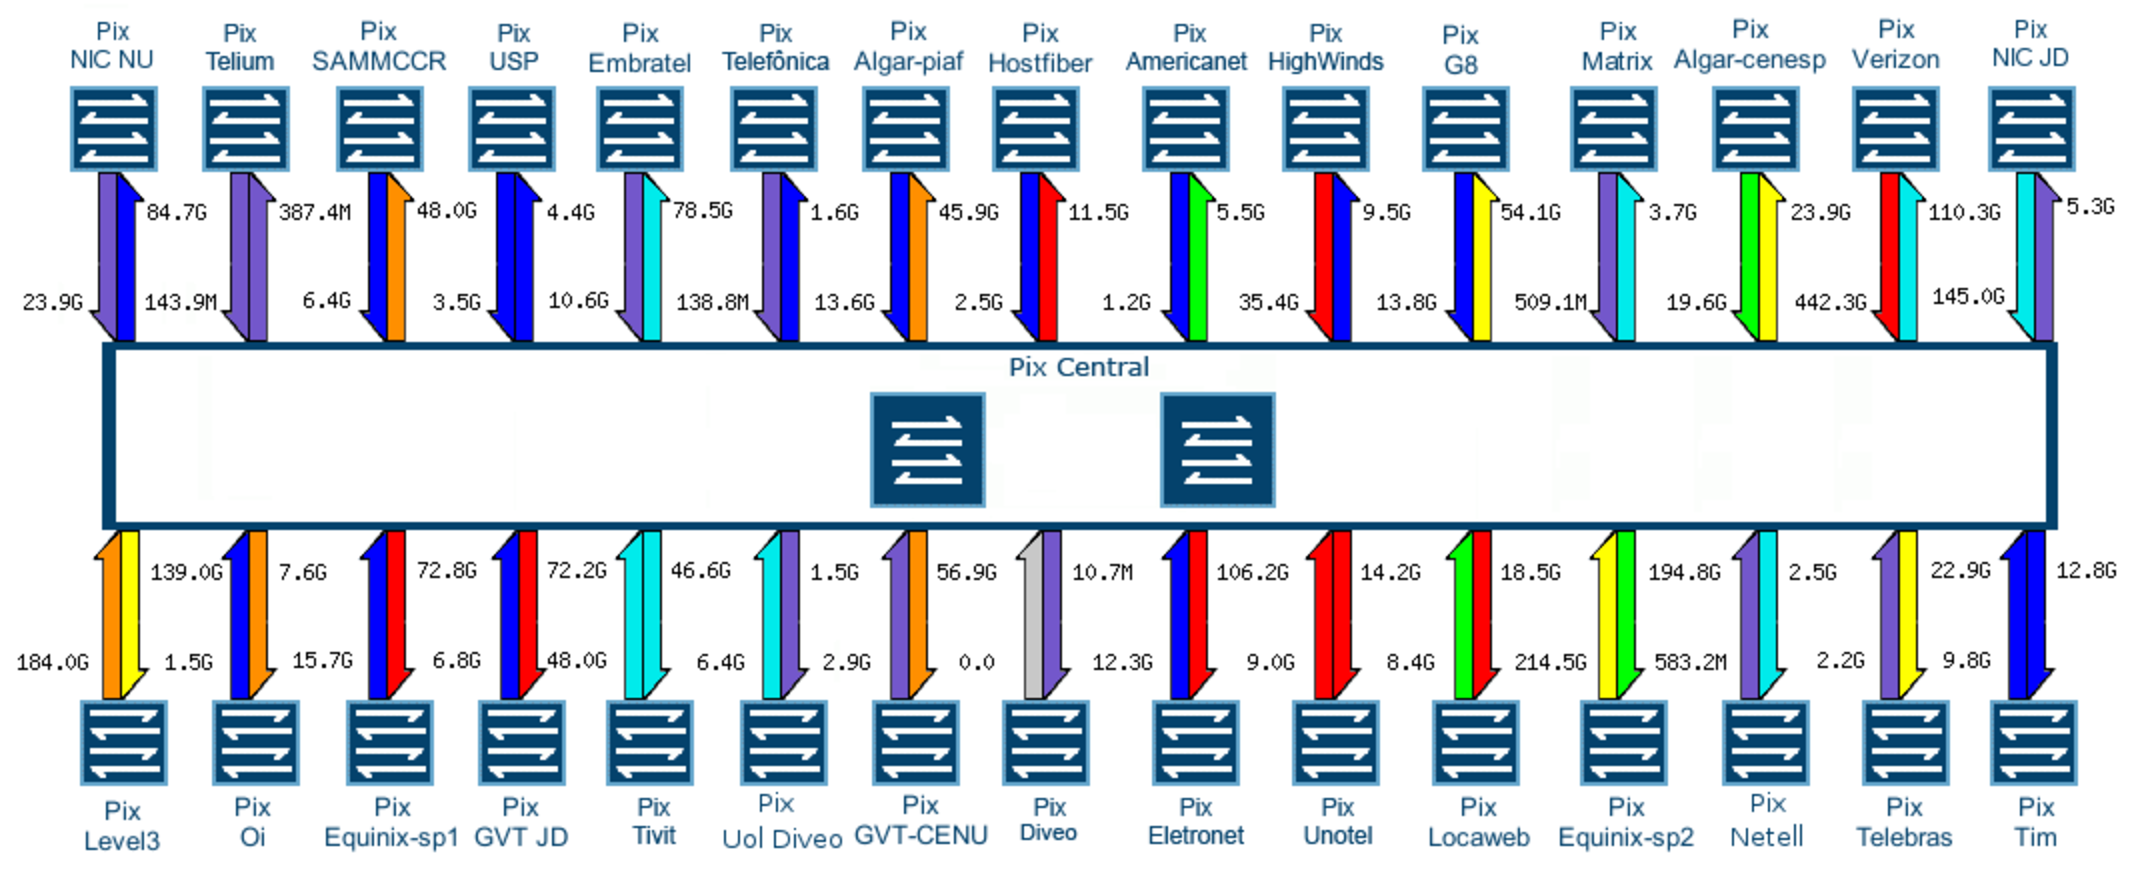 Pix Pix Pix Pix Pix Pix Pix Pix Pix Pix Pix Pix Pix Pix Pix
NIC NU Telium SAMMCCR USP Embratel Telefônica Algar-piaf Hostfiber Americanet HighWinds G8 Matrix Algar-cenesp Verizon NIC JD
84.7G 387.4M 48.0G 4.4G 78.5G 1.6G 45.9G 11.5G 5.5G 9.5G 54.1G 3.7G 23.9G 110.3G 5.3G
23.9G 143.9M 6.4G 3.5G 10.6G 138.8M 13.6G 2.5G 1.2G 35.4G 13.8G 509.1M 19.6G 442.3G 145.0G
Pix Central
139.0G 7.6G 72.8G 72.2G 46.6G 1.5G 56.9G 10.7M 106.2G 14.2G 18.5G 194.8G 2.5G 22.9G 12.8G
184.0G 1.5G 15.7G 6.8G 48.0G 6.4G 2.9G 0.0 12.3G 9.0G 8.4G 214.5G 583.2M 2.2G 9.8G
Pix Pix Pix Pix Pix Pix Pix Pix Pix Pix Pix Pix Pix Pix Pix
Level3 Oi Equinix-sp1 GVT JD Tivit Uol Diveo GVT-CENU Diveo Eletronet Unotel Locaweb Equinix-sp2 Netell Telebras Tim